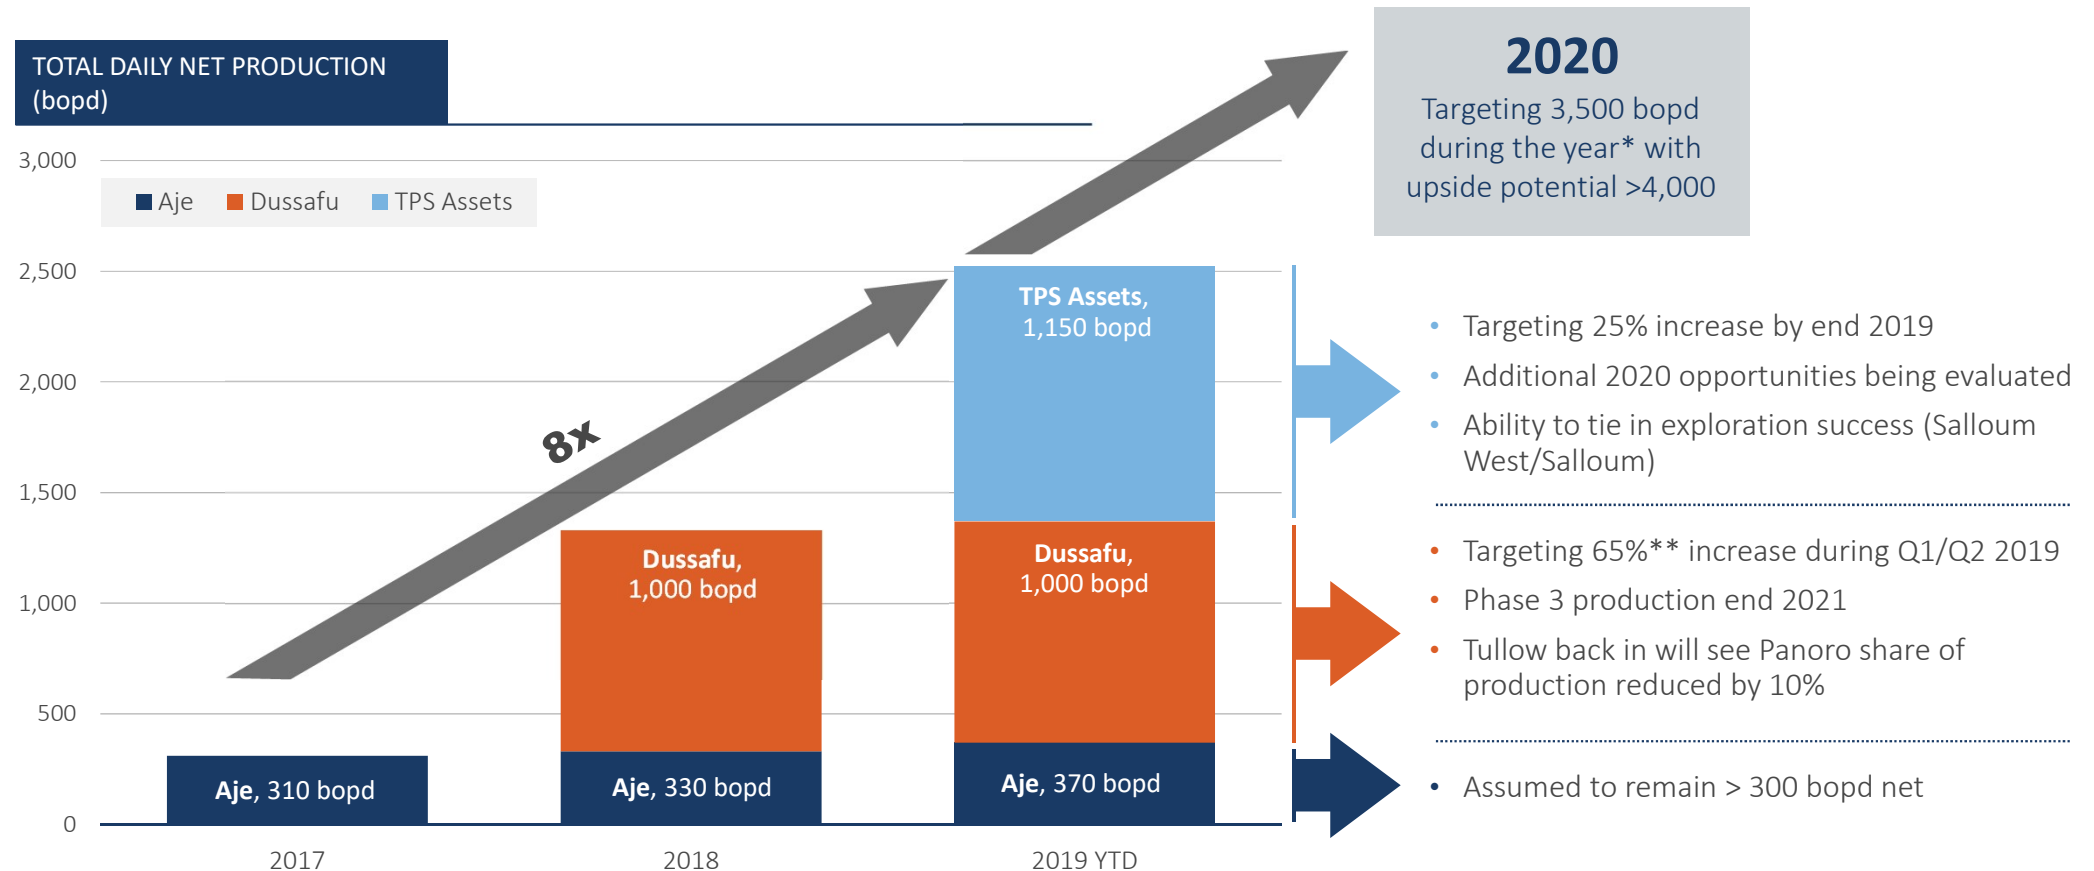 TOTAL DAILY NET PRODUCTION
(bopd)
2020
Targeting 3,500 bopd
during the year* with
upside potential >4,000
3,000
2,500
2,000
1,500
1,000
500
0
Aje
Dussafu
TPS Assets
8x
Aje, 310 bopd
Dussafu,
1,000 bopd
Aje, 330 bopd
TPS Assets,
1,150 bopd
Dussafu,
1,000 bopd
Aje, 370 bopd
2017
2018
2019 YTD
• Targeting 25% increase by end 2019
• Additional 2020 opportunities being evaluated
• Ability to tie in exploration success (Salloum
West/Salloum)
• Targeting 65%** increase during Q1/Q2 2019
• Phase 3 production end 2021
• Tullow back in will see Panoro share of
production reduced by 10%
• Assumed to remain > 300 bopd net